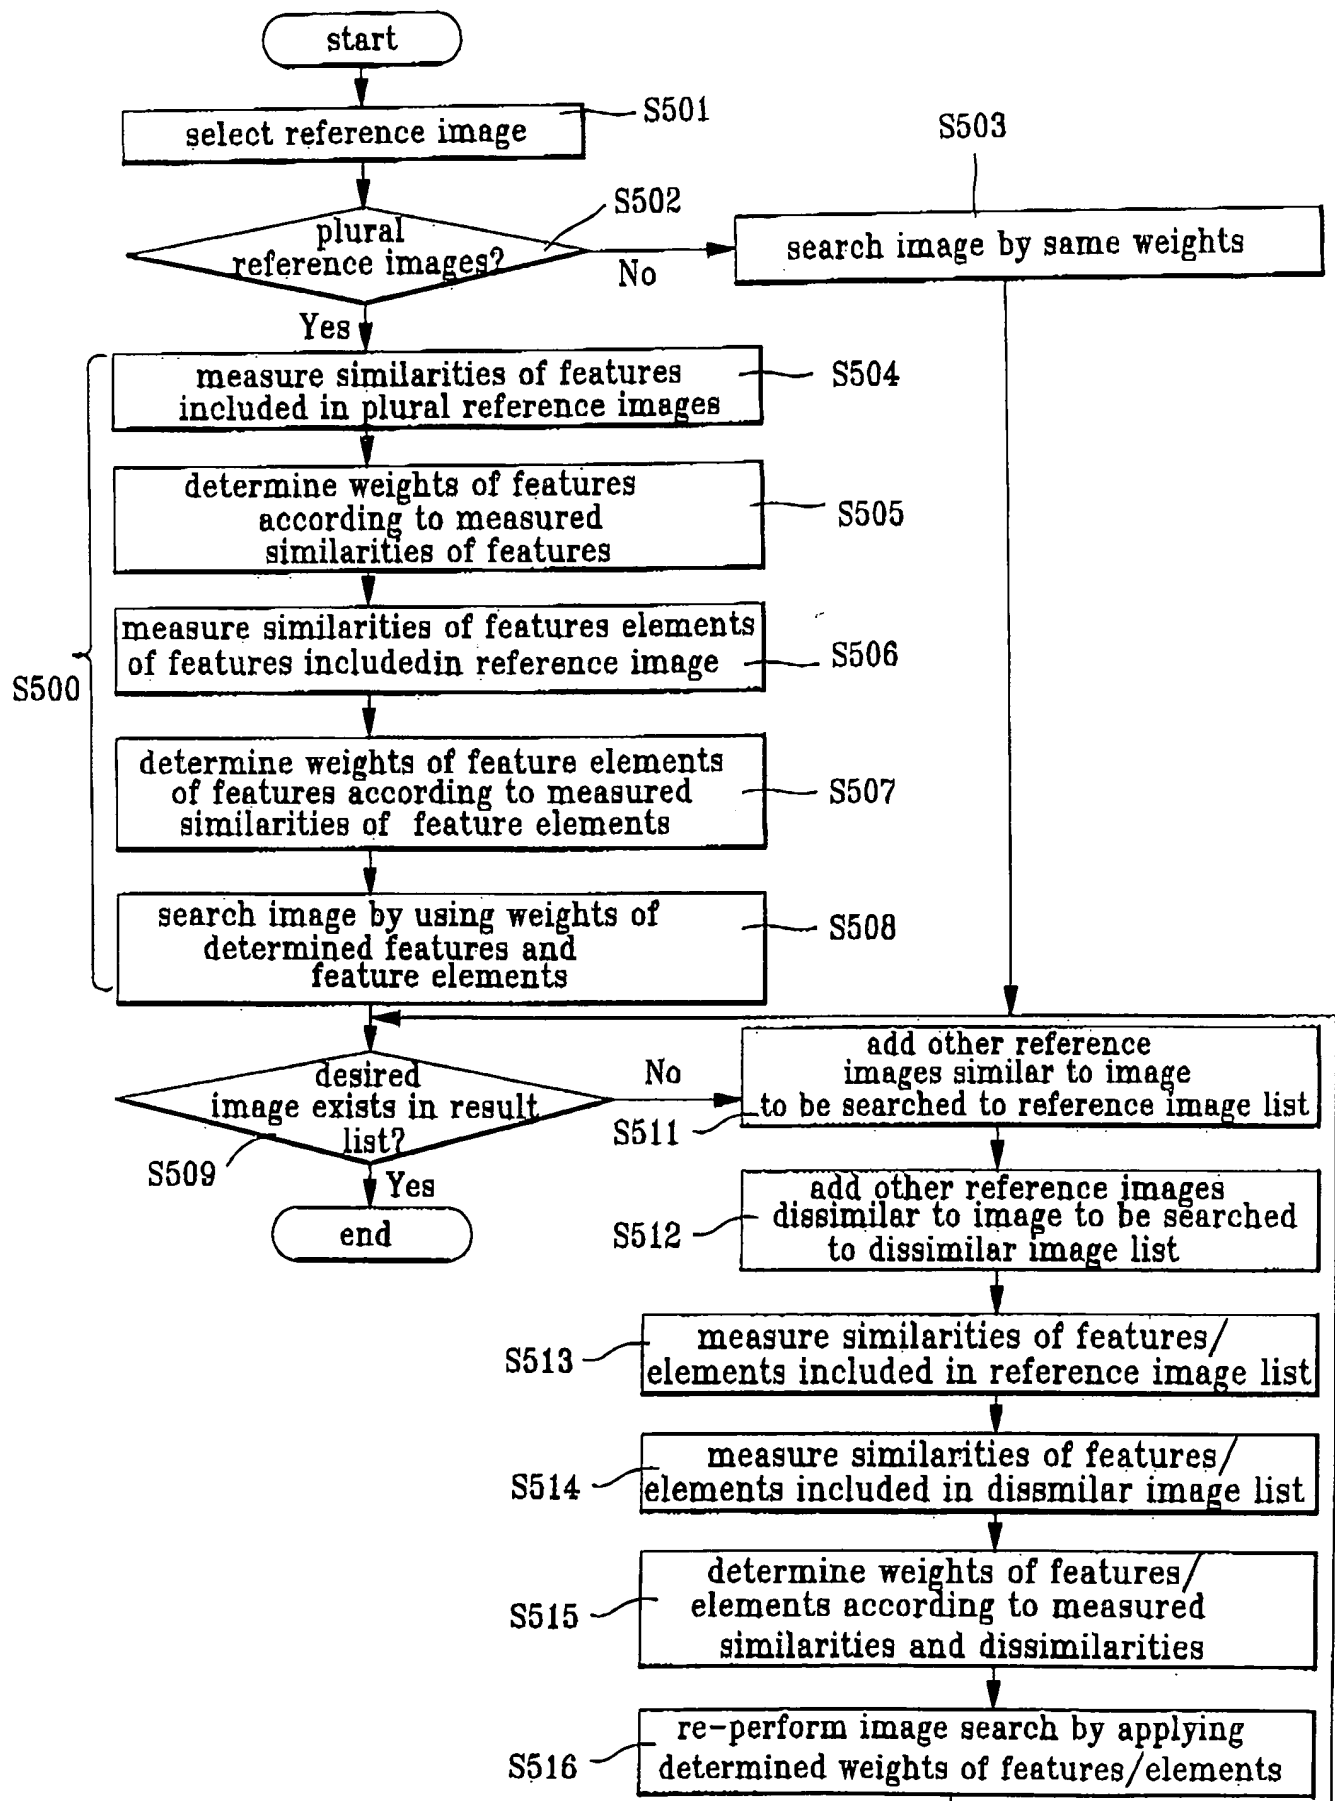 start
select reference image
S501
S503
S502
plural
reference images?
No
search image by same weights
Yes
measure similarities of features
included in plural reference images
S504
determine weights of features
according to measured
similarities of features
S505
measure similarities of features elements
of features includedin reference image
S506
S500
determine weights of feature elements
of features according to measured
similarities of feature elements
S507
search image by using weights of
determined features and
feature elements
S508
desired
image exists in result
list?
No
S509
Yes
end
add other reference
images similar to image
to be searched to reference image list
S511
add other reference images
dissimilar to image to be searched
to dissimilar image list
S512
measure similarities of features/
elements included in reference image list
S513
measure similarities of features/
elements included in dissmilar image list
S514
determine weights of features/
elements according to measured
similarities and dissimilarities
S515
re-perform image search by applying
determined weights of features/elements
S516